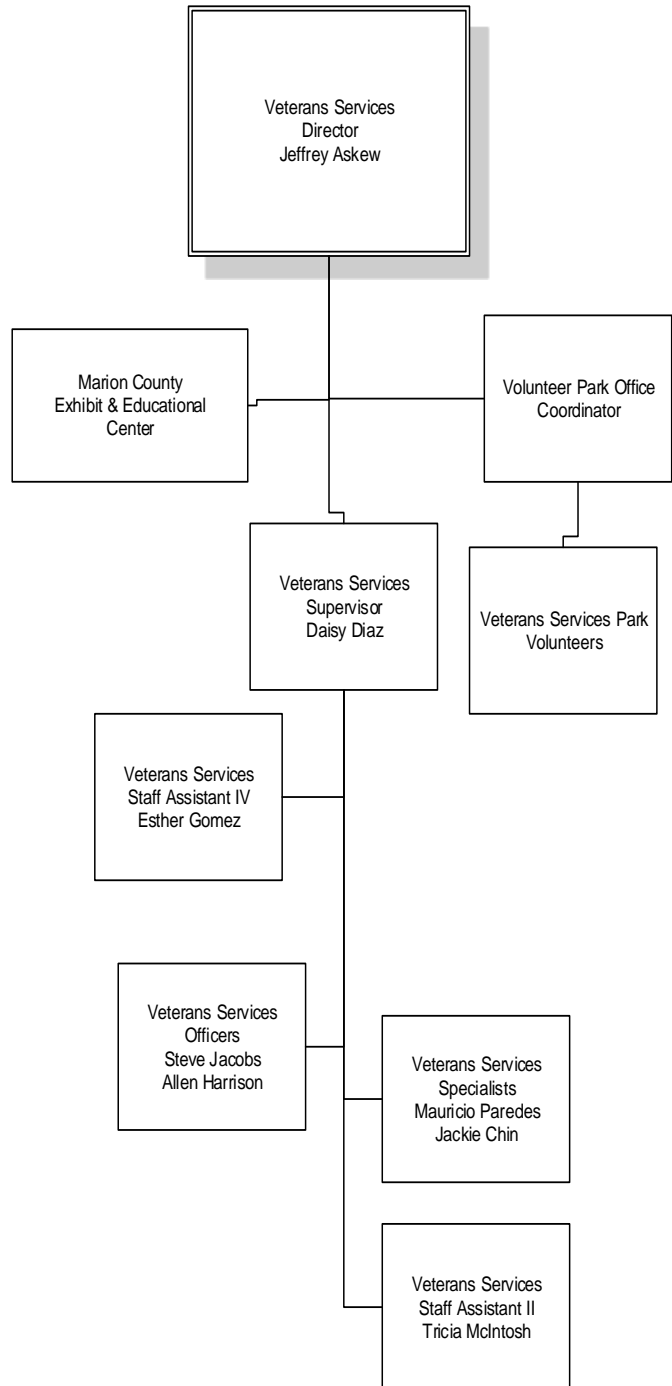 Veterans Services
Director
Jeffrey Askew
Marion County
Exhibit & Educational
Center
Volunteer Park Office
Coordinator
Veterans Services
Supervisor
Daisy Diaz
Veterans Services Park
Volunteers
Veterans Services
Staff Assistant IV
Esther Gomez
Veterans Services
Officers
Steve Jacobs
Allen Harrison
Veterans Services
Specialists
Mauricio Paredes
Jackie Chin
Veterans Services
Staff Assistant II
Tricia McIntosh